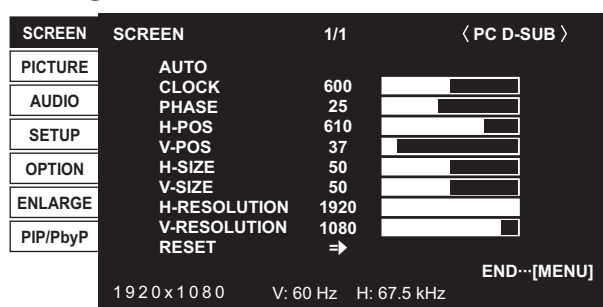 SCREEN
PICTURE
AUDIO
SETUP
OPTION
ENLARGE
PIP/PbyP
SCREEN 1/1 〈 PC D-SUB 〉
AUTO
CLOCK 600
PHASE 25
H-POS 610
V-POS 37
H-SIZE 50
V-SIZE 50
H-RESOLUTION 1920
V-RESOLUTION 1080
RESET
END···[MENU]
1920x1080 V: 60 Hz H: 67.5 kHz